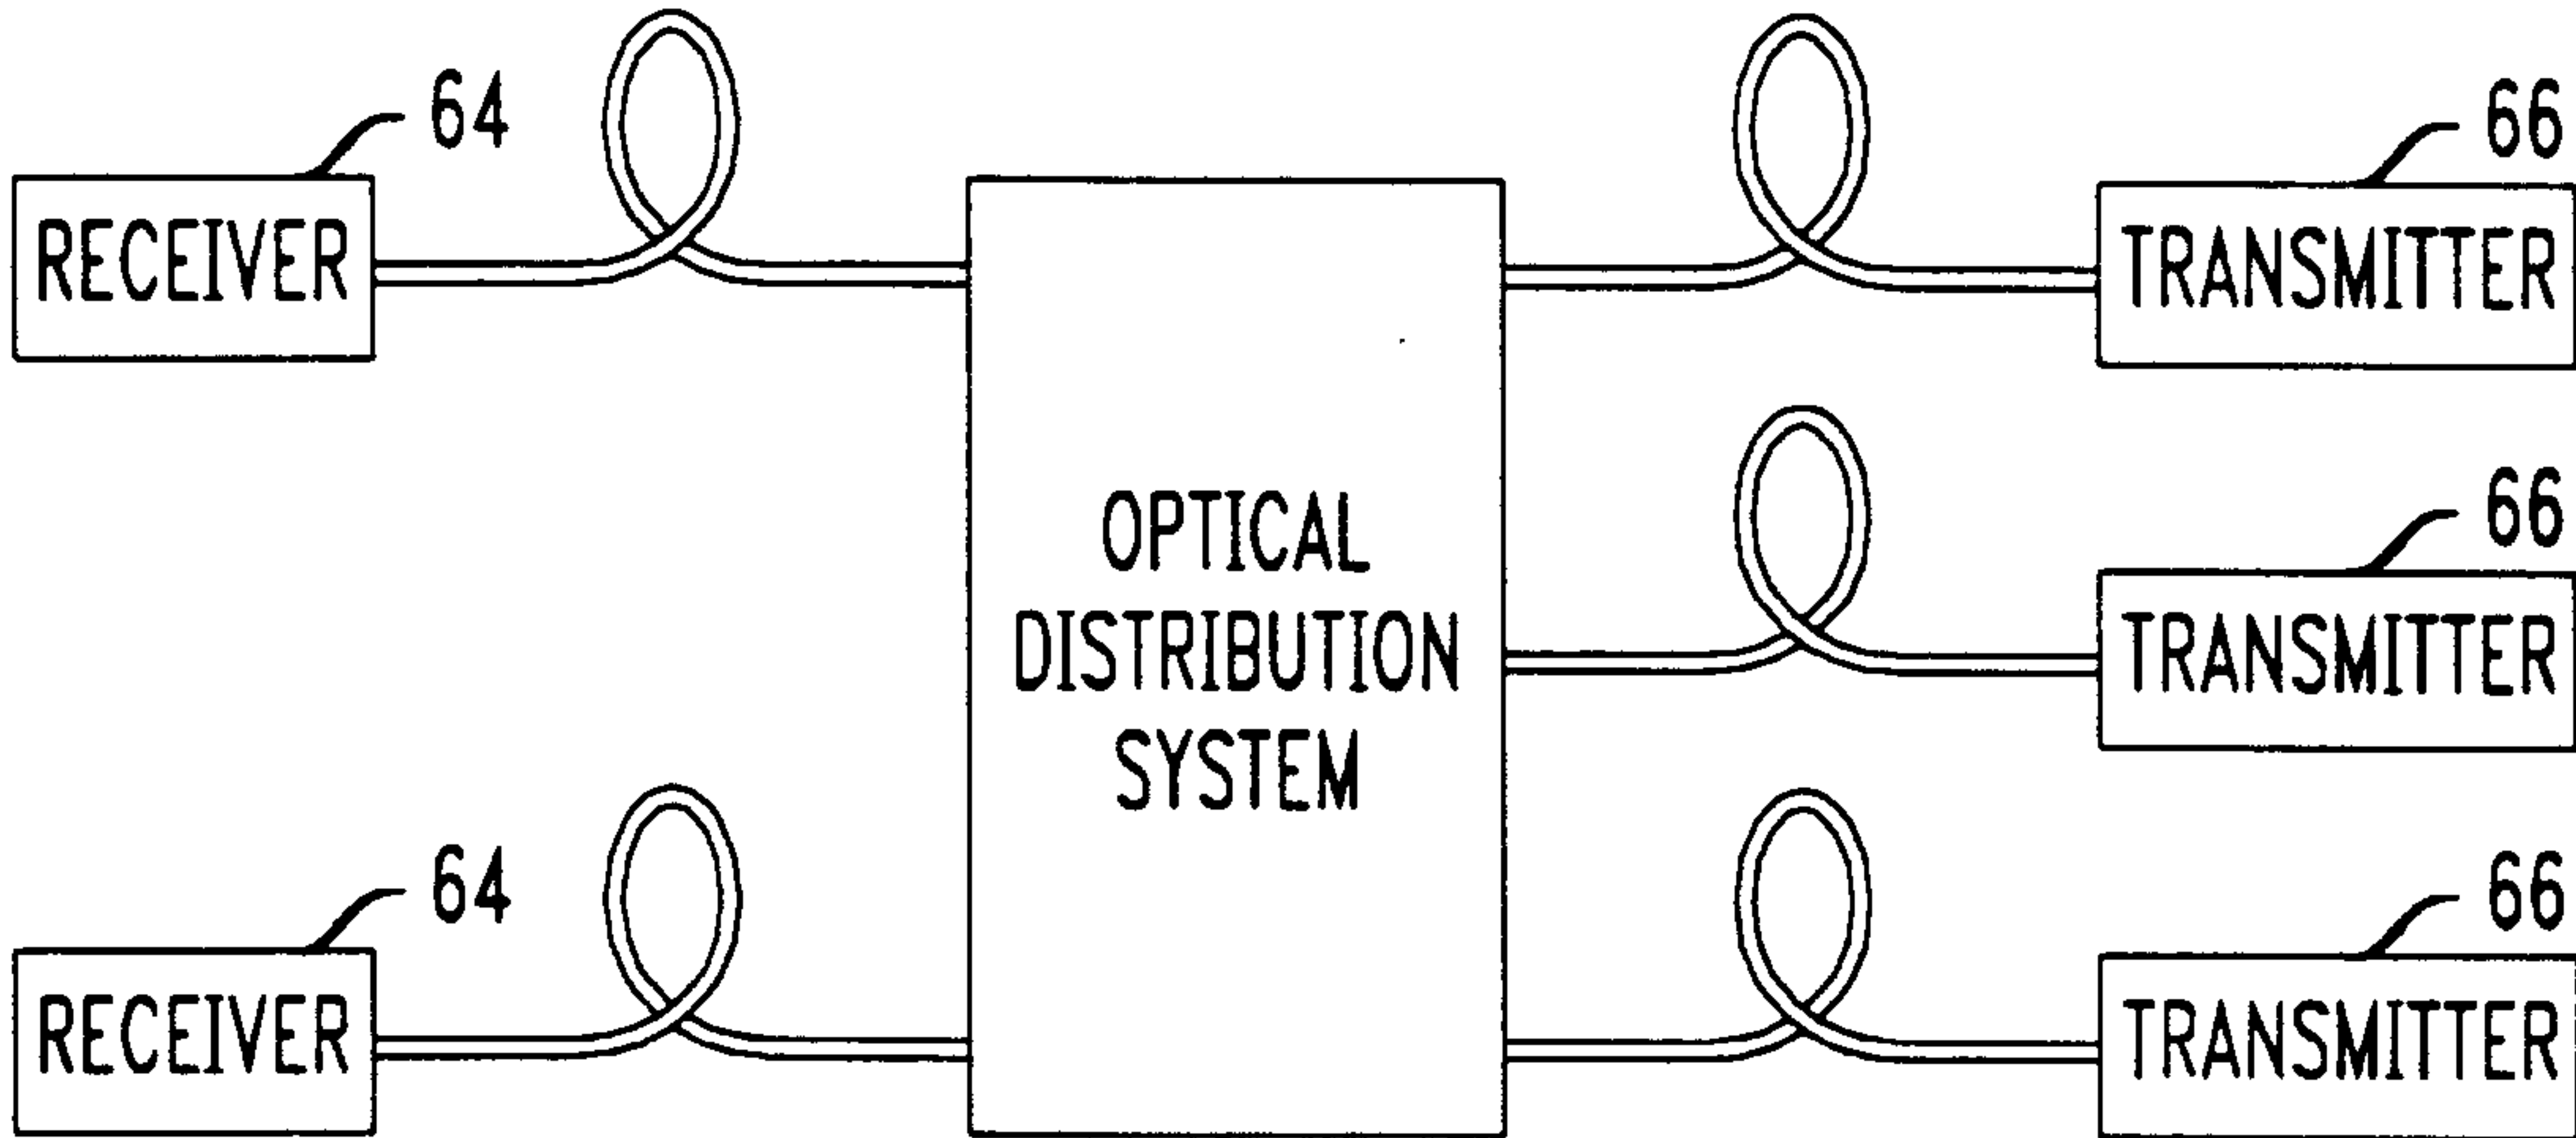 64
66
RECEIVER
TRANSMITTER
66
OPTICAL
DISTRIBUTION
SYSTEM
TRANSMITTER
64
66
RECEIVER
TRANSMITTER